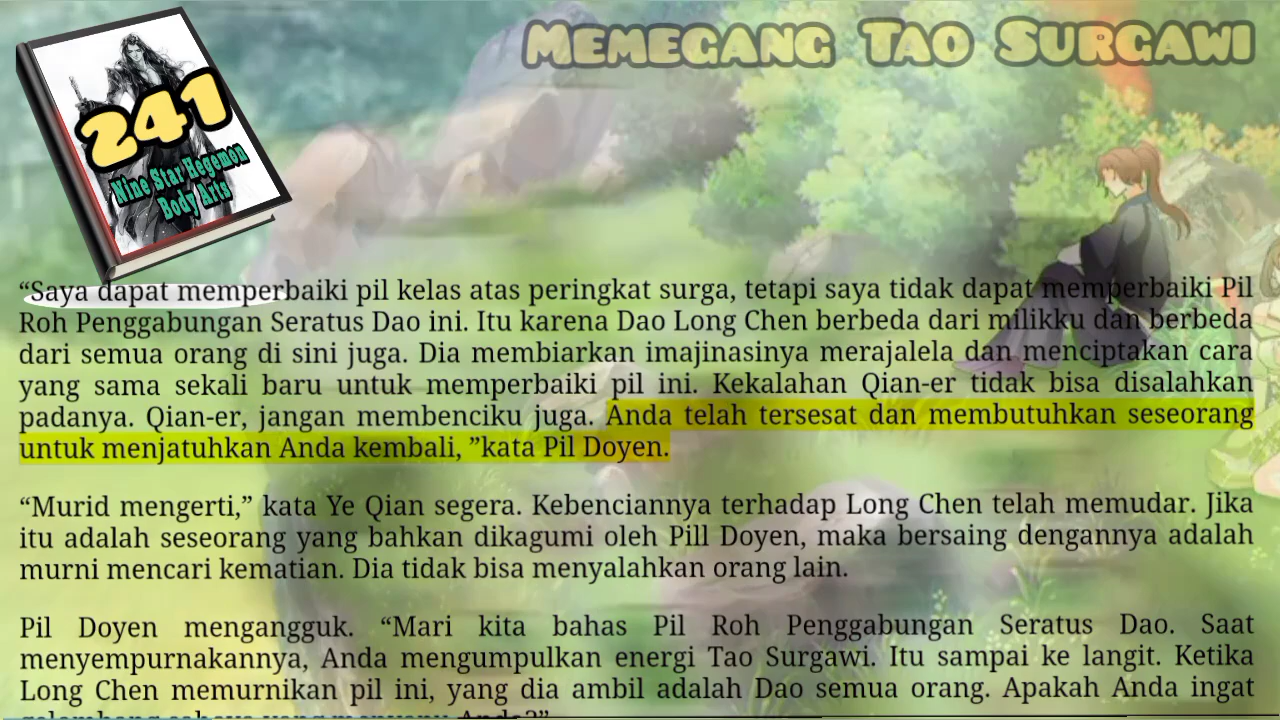 MEMEGANG TAO SURGAWI
241
Nine Star Hegemon
Body Arts
“Saya dapat memperbaiki pil kelas atas peringkat surga, tetapi saya tidak dapat memperbaiki Pil
Roh Penggabungan Seratus Dao ini. Itu karena Dao Long Chen berbeda dari milikku dan berbeda
dari semua orang di sini juga. Dia membiarkan imajinasinya merajalela dan menciptakan cara
yang sama sekali baru untuk memperbaiki pil ini. Kekalahan Qian-er tidak bisa disalahkan
padanya. Qian-er, jangan membenciku juga. Anda telah tersesat dan membutuhkan seseorang
untuk menjatuhkan Anda kembali, ”kata Pil Doyen.
“Murid mengerti,” kata Ye Qian segera. Kebenciannya terhadap Long Chen telah memudar. Jika
itu adalah seseorang yang bahkan dikagumi oleh Pill Doyen, maka bersaing dengannya adalah
murni mencari kematian. Dia tidak bisa menyalahkan orang lain.
Pil Doyen mengangguk. “Mari kita bahas Pil Roh Penggabungan Seratus Dao. Saat
menyempurnakannya, Anda mengumpulkan energi Tao Surgawi. Itu sampai ke langit. Ketika
Long Chen memurnikan pil ini, yang dia ambil adalah Dao semua orang. Apakah Anda ingat